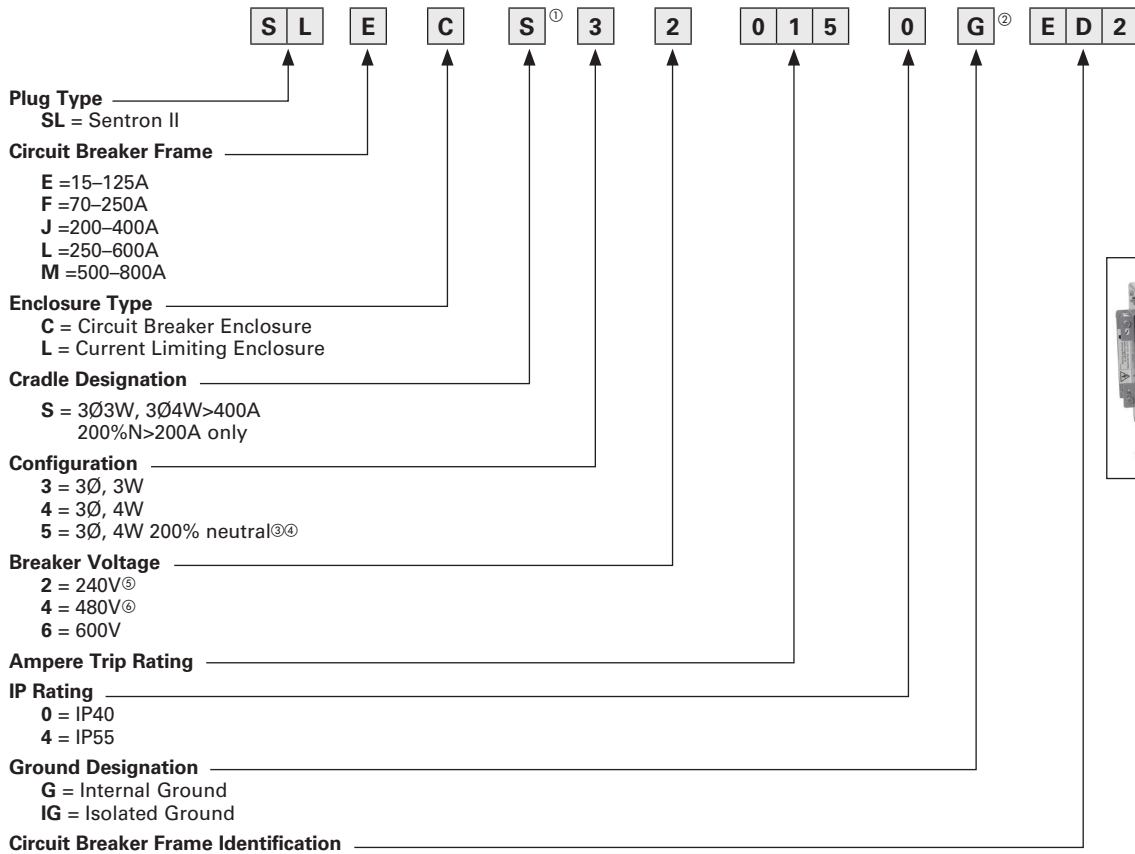 S L E C S① 3 2 0 1 5 0 G② E D 2
Plug Type
SL = Sentron II
Circuit Breaker Frame
E =15–125A
F =70–250A
J =200–400A
L =250–600A
M =500–800A
Enclosure Type
C = Circuit Breaker Enclosure
L = Current Limiting Enclosure
Cradle Designation
S = 3Ø3W, 3Ø4W>400A
200%N>200A only
Configuration
3 = 3Ø, 3W
4 = 3Ø, 4W
5 = 3Ø, 4W 200% neutral③④
Breaker Voltage
2 = 240V⑤
4 = 480V⑥
6 = 600V
Ampere Trip Rating
IP Rating
0 = IP40
4 = IP55
Ground Designation
G = Internal Ground
IG = Isolated Ground
Circuit Breaker Frame Identification